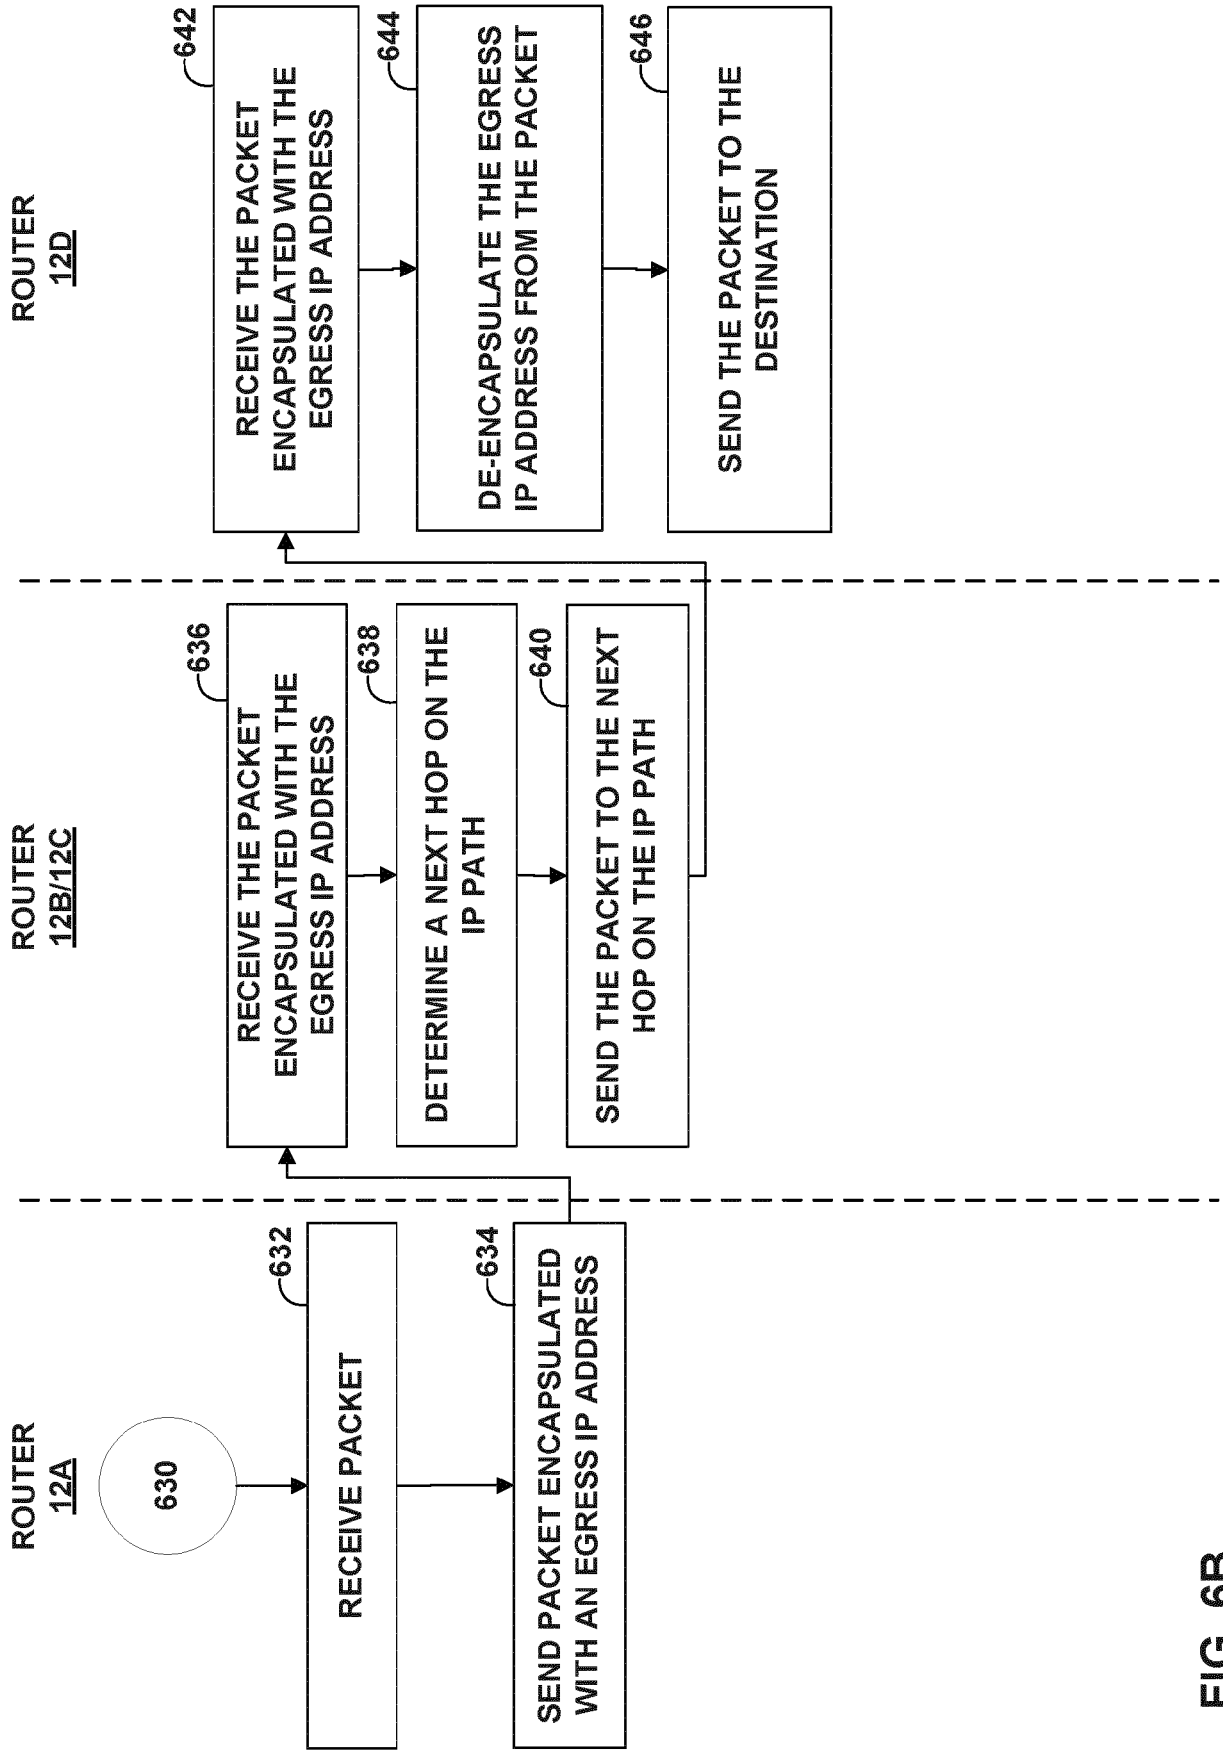 ROUTER
12A
630
632
RECEIVE PACKET
634
SEND PACKET ENCAPSULATED
WITH AN EGRESS IP ADDRESS
ROUTER
12B/12C
636
RECEIVE THE PACKET
ENCAPSULATED WITH THE
EGRESS IP ADDRESS
638
DETERMINE A NEXT HOP ON THE
IP PATH
640
SEND THE PACKET TO THE NEXT
HOP ON THE IP PATH
ROUTER
12D
642
RECEIVE THE PACKET
ENCAPSULATED WITH THE
EGRESS IP ADDRESS
644
DE-ENCAPSULATE THE EGRESS
IP ADDRESS FROM THE PACKET
646
SEND THE PACKET TO THE
DESTINATION
FIG. 6B